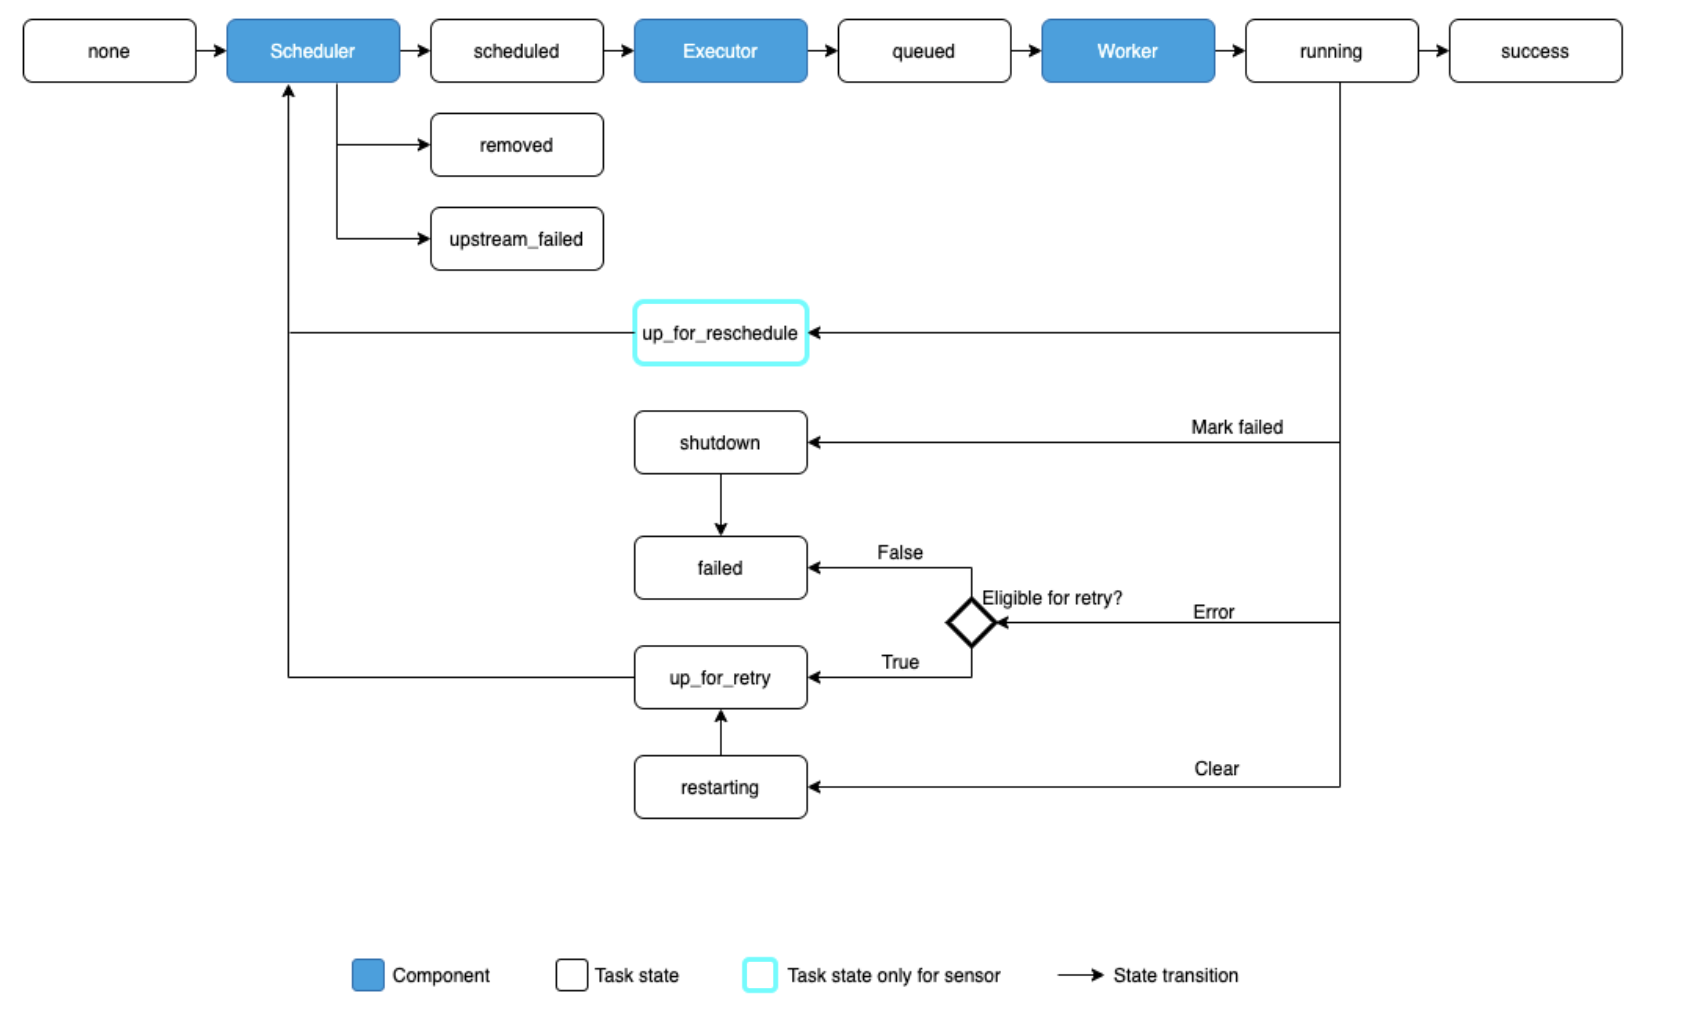 none
Scheduler
scheduled
Executor
queued
Worker
running
success
removed
upstream_failed
up_for_reschedule
Mark failed
shutdown
False
failed
Eligible for retry?
Error
True
up_for_retry
Clear
restarting
Component
Task state
Task state only for sensor
State transition